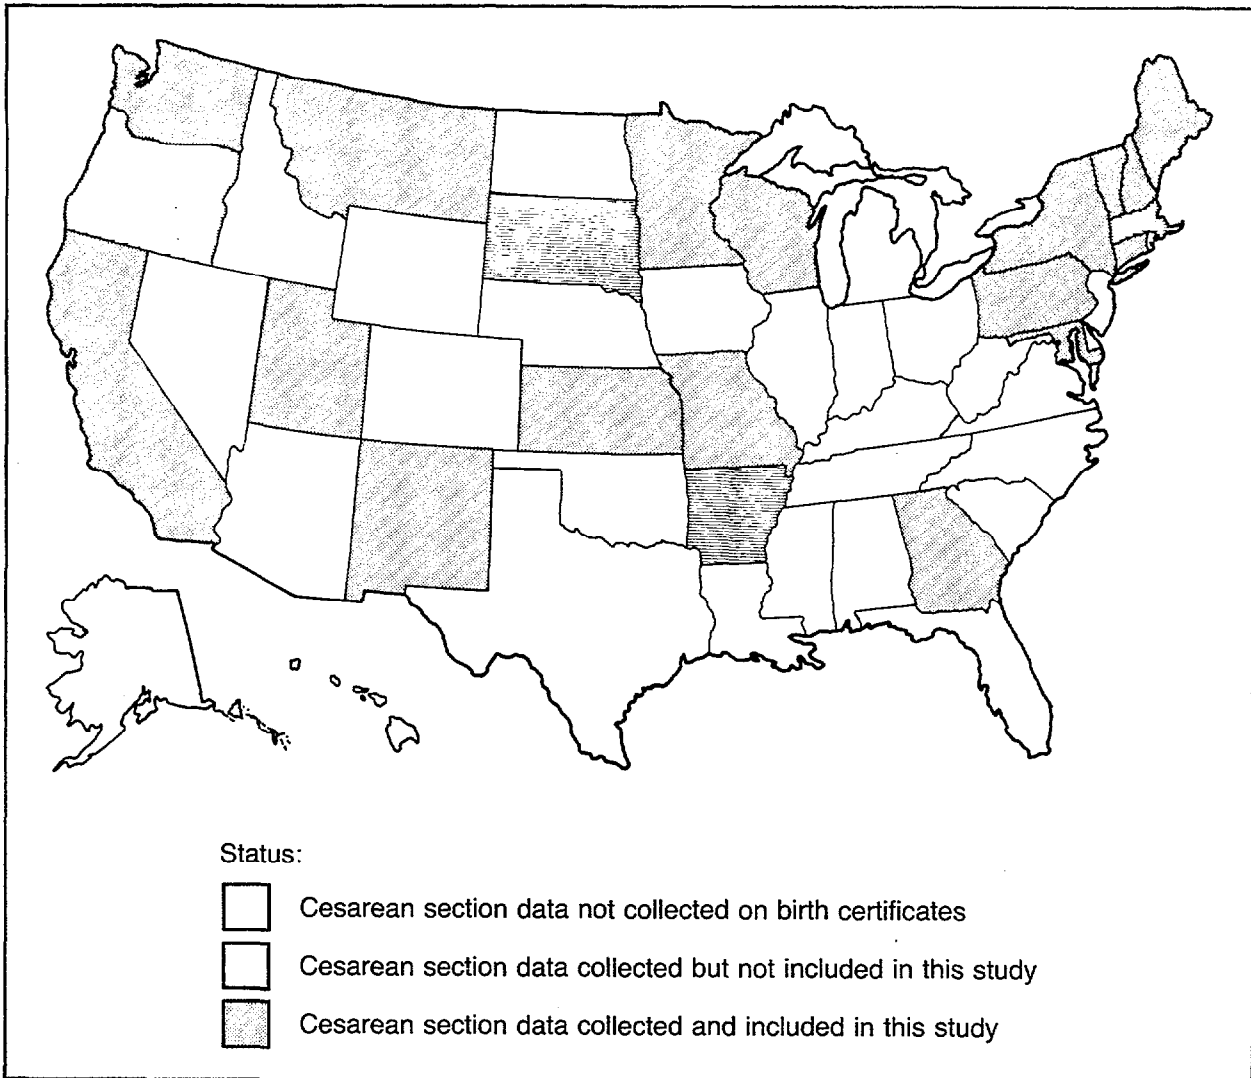 Status:
Cesarean section data not collected on birth certificates
Cesarean section data collected but not included in this study
Cesarean section data collected and included in this study